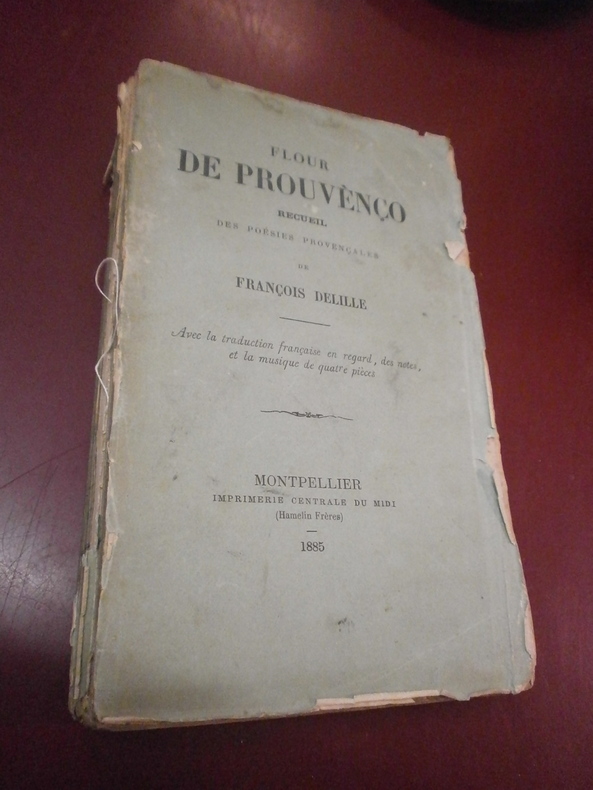 FLOUR
DE PROUVÈNÇO
RECUEIL
DES POÉSIES PROVENÇALES
DE
FRANÇOIS DELILLE
Avec la traduction française en regard, des notes,
et la musique de quatre pièces
MONTPELLIER
IMPRIMERIE CENTRALE DU MIDI
(Hamelin Frères)
1885